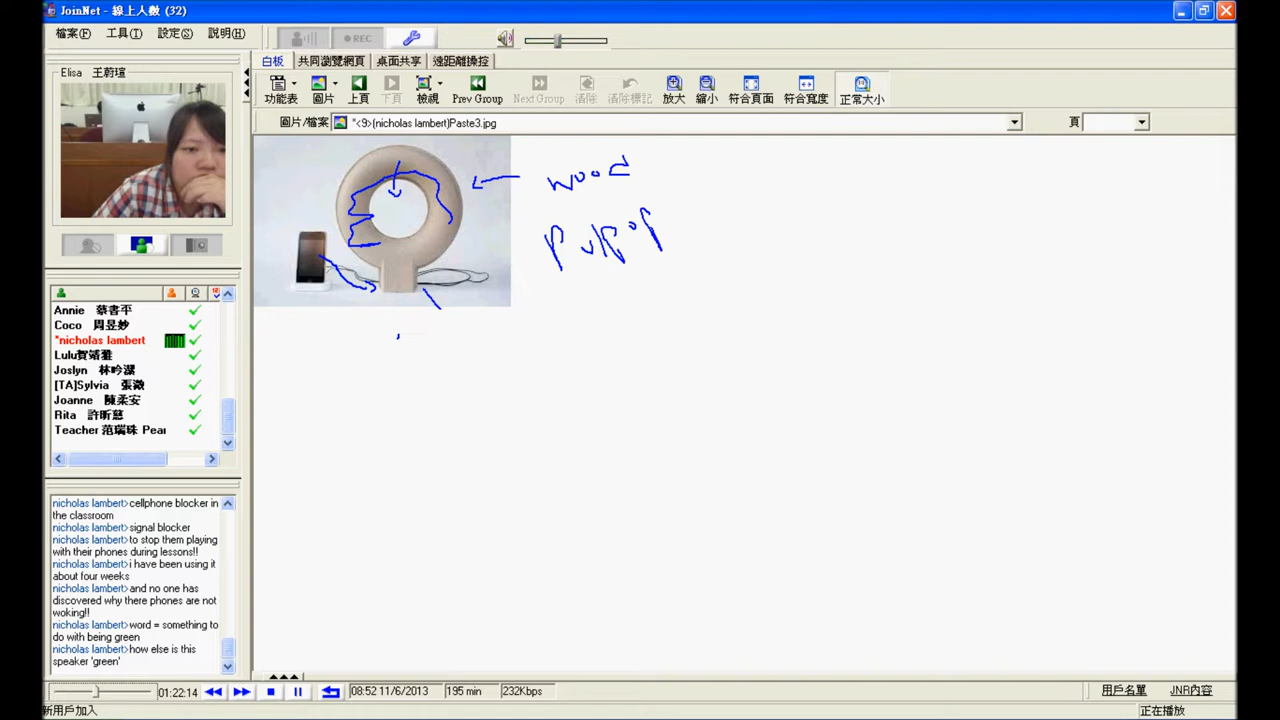 JoinNet - 線上人數 (32)
檔案(F) 工具(I) 設定(S) 說明(H) REC
白板 共同瀏覽網頁 桌面共享 遠距離操控
功能表 圖片 上頁 下頁 檢視 Prev Group Next Group 清除 清除標記 放大 縮小 符合頁面 符合寬度 正常大小
圖片/檔案 *<9>(nicholas lambert)Paste3.jpg 頁
Elisa 王蔚瑄
wood
Pulpop
Annie 蔡書平
Coco 周昱妙
*nicholas lambert
Lulu賀靖雅
Joslyn 林吟潔
[TA]Sylvia 張瀓
Joanne 陳柔安
Rita 許昕慈
Teacher 范瑞珠 Pear
nicholas lambert>cellphone blocker in
the classroom
nicholas lambert>signal blocker
nicholas lambert>to stop them playing
with their phones during lessons!!
nicholas lambert>i have been using it
about four weeks
nicholas lambert>and no one has
discovered why there phones are not
woking!!
nicholas lambert>word = something to
do with being green
nicholas lambert>how else is this
speaker 'green'
01:22:14 08:52 11/6/2013 195 min 232Kbps 用戶名單 JNR內容
新用戶加入 正在播放